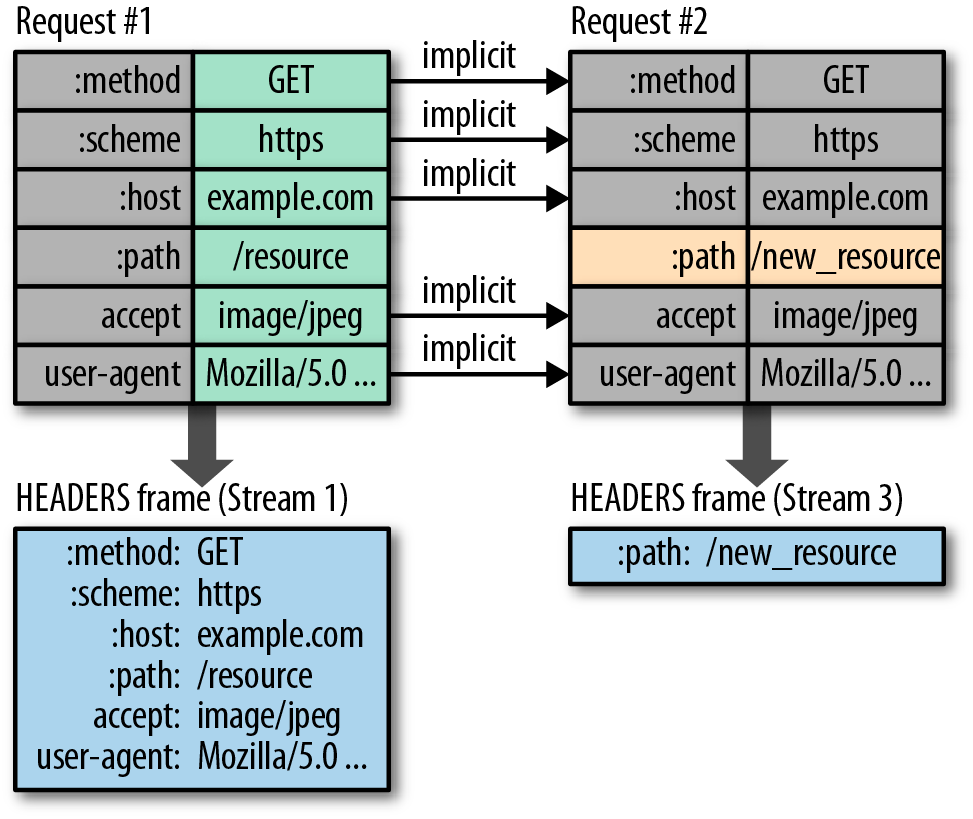 Request #1
:method GET
:scheme https
:host example.com
:path /resource
accept image/jpeg
user-agent Mozilla/5.0 ...
implicit
implicit
implicit
implicit
implicit
Request #2
:method GET
:scheme https
:host example.com
:path /new_resource
accept image/jpeg
user-agent Mozilla/5.0 ...
HEADERS frame (Stream 1)
:method: GET
:scheme: https
:host: example.com
:path: /resource
accept: image/jpeg
user-agent: Mozilla/5.0 ...
HEADERS frame (Stream 3)
:path: /new_resource